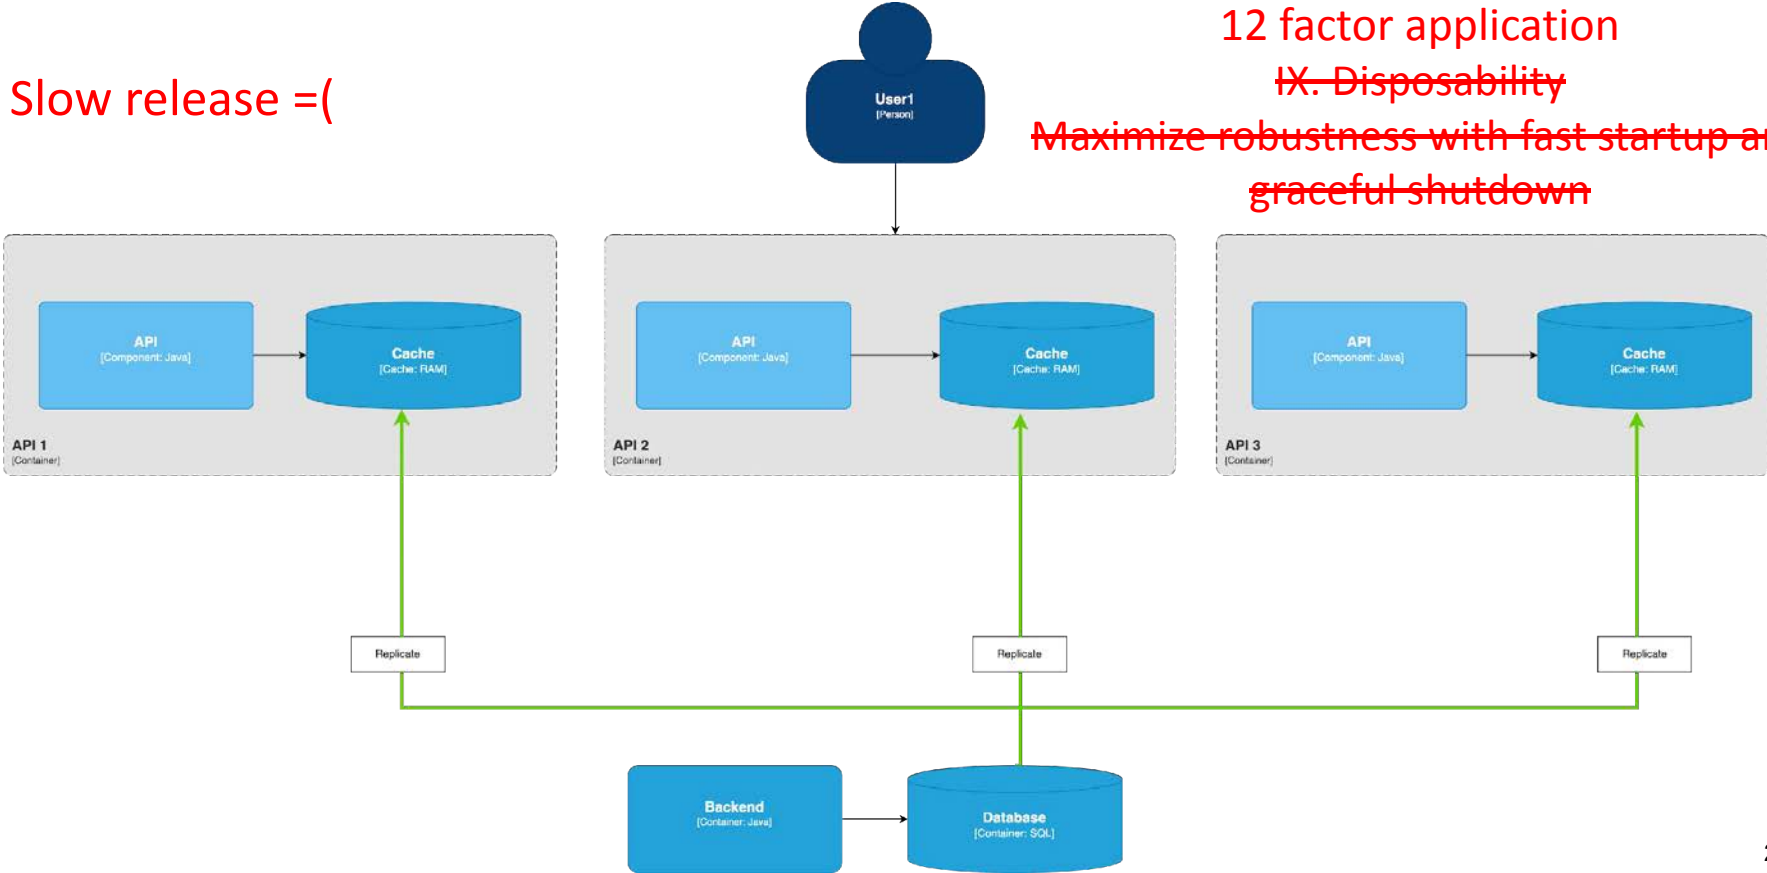 12 factor application
Slow release =(
IX. Disposability
Maximize robustness with fast startup
graceful shutdown
User1
[Person]
API
[Component: Java]
Cache
[Cache: RAM]
API 1
[Container]
API
[Component: Java]
Cache
[Cache: RAM]
API 2
[Container]
API
[Component: Java]
Cache
[Cache: RAM]
API 3
[Container]
Replicate
Replicate
Replicate
Backend
[Container: Java]
Database
[Container: SQL]